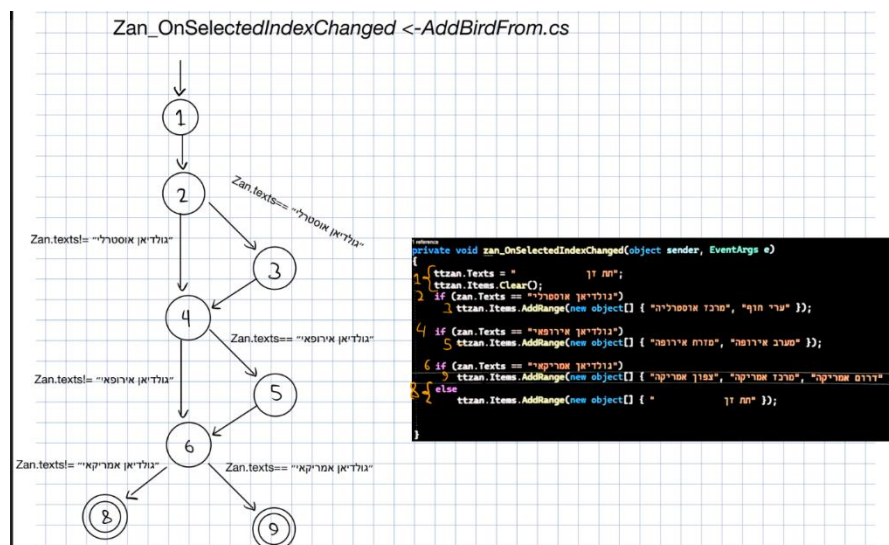 Zan_OnSelectedIndexChanged <-AddBirdFrom.cs
1
2
Zan.texts== "גולדיאן אוסטרלי"
Zan.texts!= "גולדיאן אוסטרלי"
3
4
Zan.texts== "גולדיאן אירופאי"
Zan.texts!= "גולדיאן אירופאי"
5
6
Zan.texts!= "גולדיאן אמריקאי"
Zan.texts== "גולדיאן אמריקאי"
8
9
1 reference
private void zan_OnSelectedIndexChanged(object sender, EventArgs e)
{
1 { ttzan.Texts = " תת זן";
ttzan.Items.Clear();
2 if (zan.Texts == "גולדיאן אוסטרלי")
3 ttzan.Items.AddRange(new object[] { "מרכז אוסטרליה", "ערי חוף" });
4 if (zan.Texts == "גולדיאן אירופאי")
5 ttzan.Items.AddRange(new object[] { "מזרח אירופה", "מערב אירופה" });
6 if (zan.Texts == "גולדיאן אמריקאי")
9 ttzan.Items.AddRange(new object[] { "צפון אמריקה", "מרכז אמריקה", "דרום אמריקה"
8 { else
ttzan.Items.AddRange(new object[] { " תת זן" });
}